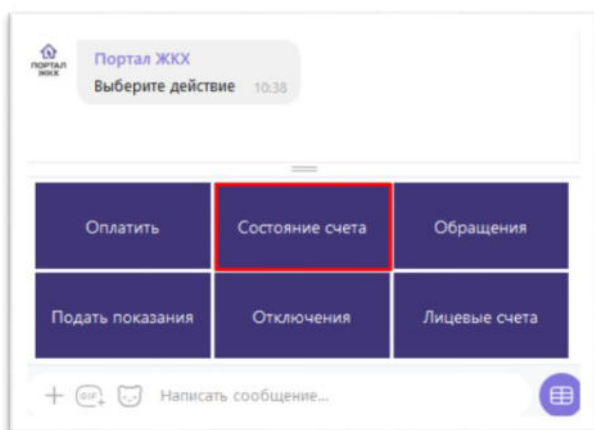 ПОРТАЛ
ЖКХ
Портал ЖКХ
Выберите действие 10:38
Оплатить
Состояние счета
Обращения
Подать показания
Отключения
Лицевые счета
GIF
Написать сообщение...